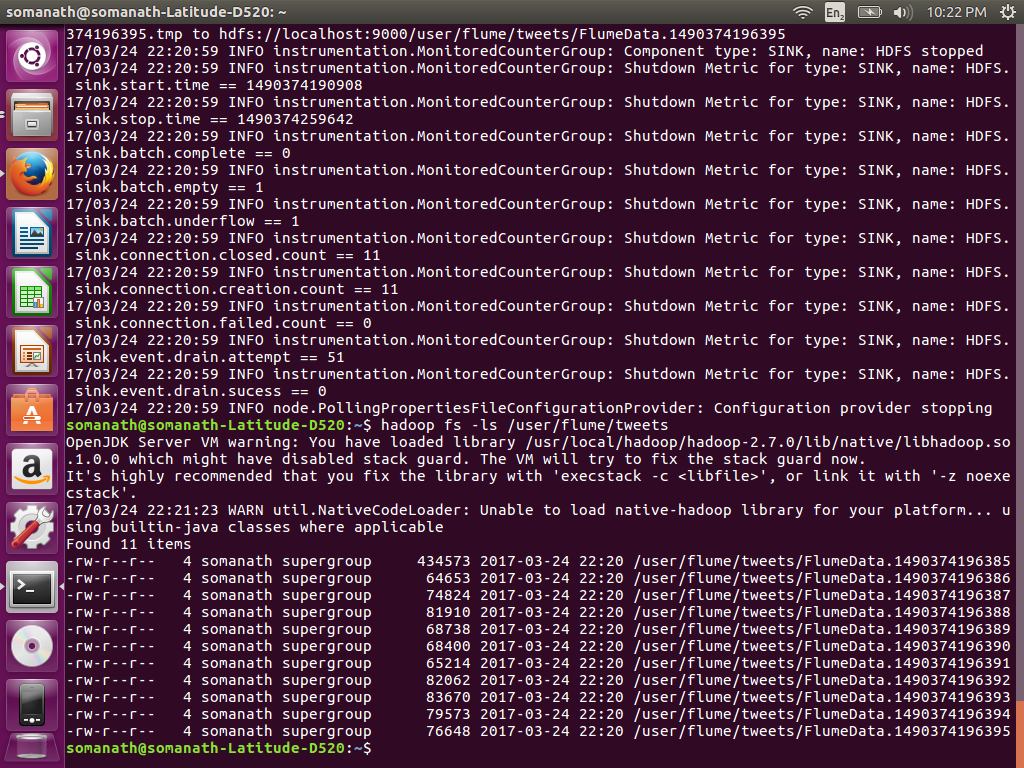 somanath@somanath-Latitude-D520: ~
En2
10:22 PM
374196395.tmp to hdfs://localhost:9000/user/flume/tweets/FlumeData.1490374196395
17/03/24 22:20:59 INFO instrumentation.MonitoredCounterGroup: Component type: SINK, name: HDFS stopped
17/03/24 22:20:59 INFO instrumentation.MonitoredCounterGroup: Shutdown Metric for type: SINK, name: HDFS.
sink.start.time == 1490374190908
17/03/24 22:20:59 INFO instrumentation.MonitoredCounterGroup: Shutdown Metric for type: SINK, name: HDFS.
sink.stop.time == 1490374259642
17/03/24 22:20:59 INFO instrumentation.MonitoredCounterGroup: Shutdown Metric for type: SINK, name: HDFS.
sink.batch.complete == 0
17/03/24 22:20:59 INFO instrumentation.MonitoredCounterGroup: Shutdown Metric for type: SINK, name: HDFS.
sink.batch.empty == 1
17/03/24 22:20:59 INFO instrumentation.MonitoredCounterGroup: Shutdown Metric for type: SINK, name: HDFS.
sink.batch.underflow == 1
17/03/24 22:20:59 INFO instrumentation.MonitoredCounterGroup: Shutdown Metric for type: SINK, name: HDFS.
sink.connection.closed.count == 11
17/03/24 22:20:59 INFO instrumentation.MonitoredCounterGroup: Shutdown Metric for type: SINK, name: HDFS.
sink.connection.creation.count == 11
17/03/24 22:20:59 INFO instrumentation.MonitoredCounterGroup: Shutdown Metric for type: SINK, name: HDFS.
sink.connection.failed.count == 0
17/03/24 22:20:59 INFO instrumentation.MonitoredCounterGroup: Shutdown Metric for type: SINK, name: HDFS.
sink.event.drain.attempt == 51
17/03/24 22:20:59 INFO instrumentation.MonitoredCounterGroup: Shutdown Metric for type: SINK, name: HDFS.
sink.event.drain.sucess == 0
17/03/24 22:20:59 INFO node.PollingPropertiesFileConfigurationProvider: Configuration provider stopping
somanath@somanath-Latitude-D520:~$ hadoop fs -ls /user/flume/tweets
OpenJDK Server VM warning: You have loaded library /usr/local/hadoop/hadoop-2.7.0/lib/native/libhadoop.so
.1.0.0 which might have disabled stack guard. The VM will try to fix the stack guard now.
It's highly recommended that you fix the library with 'execstack -c <libfile>', or link it with '-z noexe
cstack'.
17/03/24 22:21:23 WARN util.NativeCodeLoader: Unable to load native-hadoop library for your platform... u
sing builtin-java classes where applicable
Found 11 items
-rw-r--r-- 4 somanath supergroup 434573 2017-03-24 22:20 /user/flume/tweets/FlumeData.1490374196385
-rw-r--r-- 4 somanath supergroup 64653 2017-03-24 22:20 /user/flume/tweets/FlumeData.1490374196386
-rw-r--r-- 4 somanath supergroup 74824 2017-03-24 22:20 /user/flume/tweets/FlumeData.1490374196387
-rw-r--r-- 4 somanath supergroup 81910 2017-03-24 22:20 /user/flume/tweets/FlumeData.1490374196388
-rw-r--r-- 4 somanath supergroup 68738 2017-03-24 22:20 /user/flume/tweets/FlumeData.1490374196389
-rw-r--r-- 4 somanath supergroup 68400 2017-03-24 22:20 /user/flume/tweets/FlumeData.1490374196390
-rw-r--r-- 4 somanath supergroup 65214 2017-03-24 22:20 /user/flume/tweets/FlumeData.1490374196391
-rw-r--r-- 4 somanath supergroup 82062 2017-03-24 22:20 /user/flume/tweets/FlumeData.1490374196392
-rw-r--r-- 4 somanath supergroup 83670 2017-03-24 22:20 /user/flume/tweets/FlumeData.1490374196393
-rw-r--r-- 4 somanath supergroup 79573 2017-03-24 22:20 /user/flume/tweets/FlumeData.1490374196394
-rw-r--r-- 4 somanath supergroup 76648 2017-03-24 22:20 /user/flume/tweets/FlumeData.1490374196395
somanath@somanath-Latitude-D520:~$